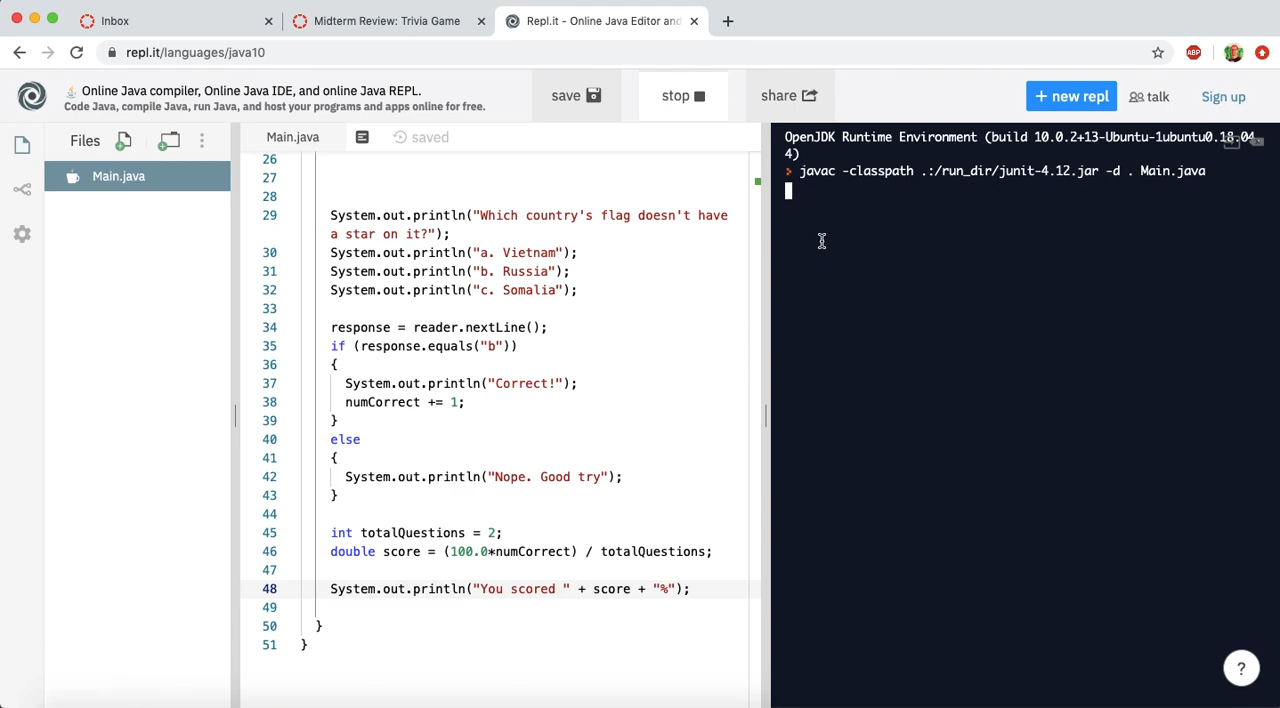 Inbox
Midterm Review: Trivia Game
Repl.it - Online Java Editor and
repl.it/languages/java10
ABP
Online Java compiler, Online Java IDE, and online Java REPL.
Code Java, compile Java, run Java, and host your programs and apps online for free.
save
stop
share
+ new repl
talk
Sign up
Files
Main.java
saved
Main.java
26
27
28
29 System.out.println("Which country's flag doesn't have
a star on it?");
30 System.out.println("a. Vietnam");
31 System.out.println("b. Russia");
32 System.out.println("c. Somalia");
33
34 response = reader.nextLine();
35 if (response.equals("b"))
36 {
37 System.out.println("Correct!");
38 numCorrect += 1;
39 }
40 else
41 {
42 System.out.println("Nope. Good try");
43 }
44
45 int totalQuestions = 2;
46 double score = (100.0*numCorrect) / totalQuestions;
47
48 System.out.println("You scored " + score + "%");
49
50 }
51 }
OpenJDK Runtime Environment (build 10.0.2+13-Ubuntu-1ubuntu0.18.04.
4)
> javac -classpath .:/run_dir/junit-4.12.jar -d . Main.java
?